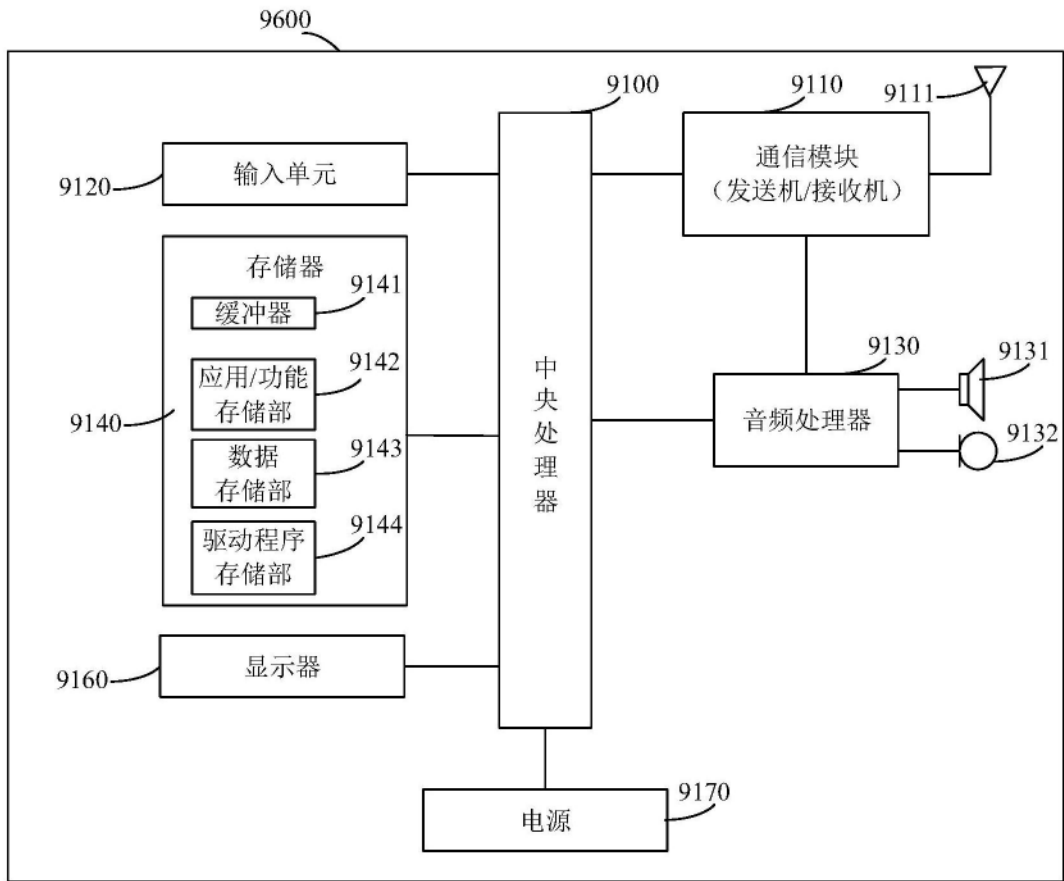 9600
9100
9110
9111
9120
输入单元
通信模块
（发送机/接收机）
存储器
9141
缓冲器
9142
应用/功能
存储部
9140
9143
数据
存储部
9144
驱动程序
存储部
中央处理器
9130
音频处理器
9131
9132
9160
显示器
9170
电源